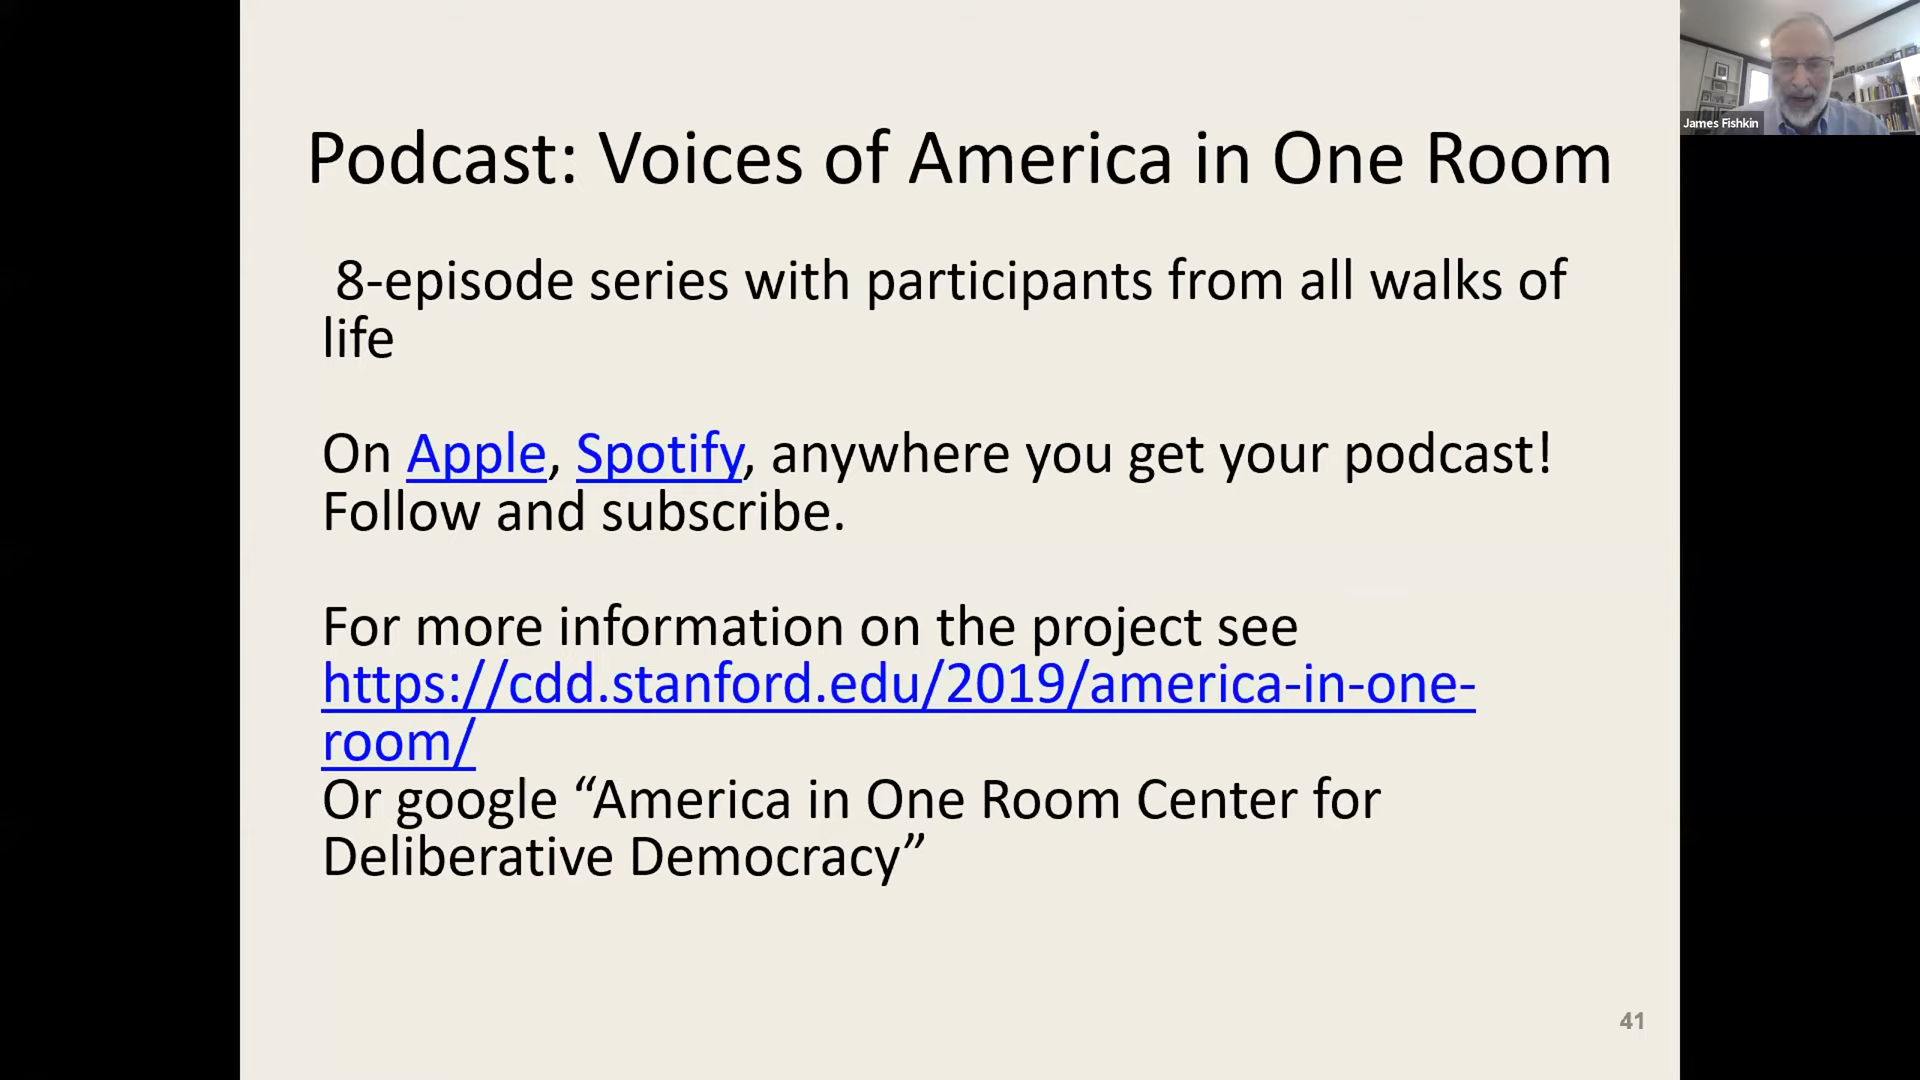 Podcast: Voices of America in One Room
8-episode series with participants from all walks of
life
On Apple, Spotify, anywhere you get your podcast!
Follow and subscribe.
For more information on the project see
https://cdd.stanford.edu/2019/america-in-one-
room/
Or google “America in One Room Center for
Deliberative Democracy”
41
James Fishkin